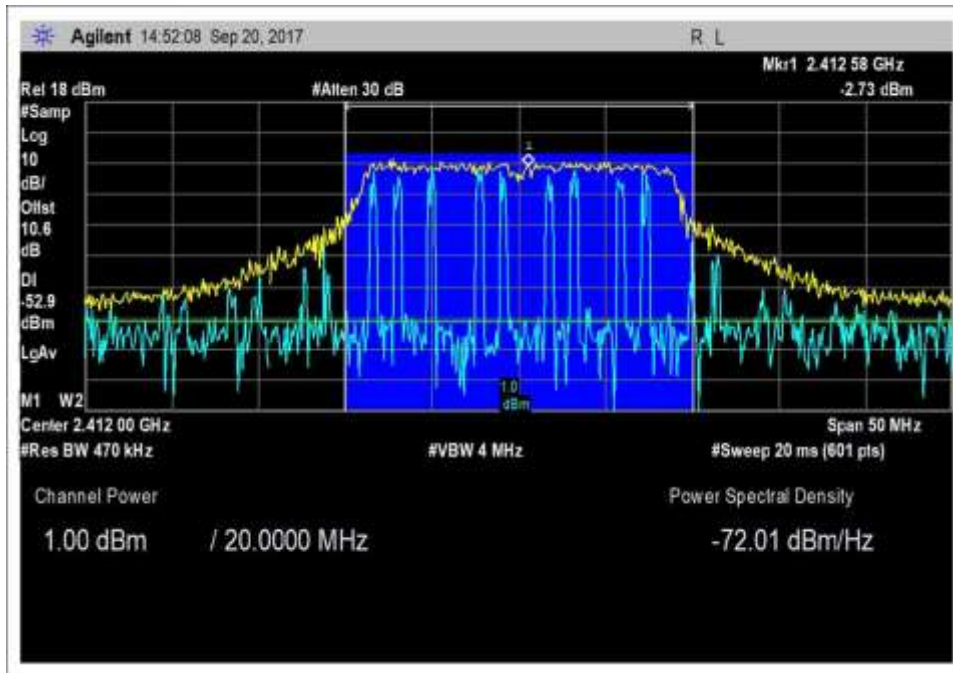 Agilent 14:52:08 Sep 20, 2017 R L
Mkr1 2.412 58 GHz
Ref 18 dBm #Atten 30 dB -2.73 dBm
#Samp
Log
10
dB/
Offst
10.6
dB
DI
-52.9
dBm
LgAv
M1 W2
1
1.0
dBm
Center 2.412 00 GHz Span 50 MHz
#Res BW 470 kHz #VBW 4 MHz #Sweep 20 ms (601 pts)
Channel Power Power Spectral Density
1.00 dBm / 20.0000 MHz -72.01 dBm/Hz